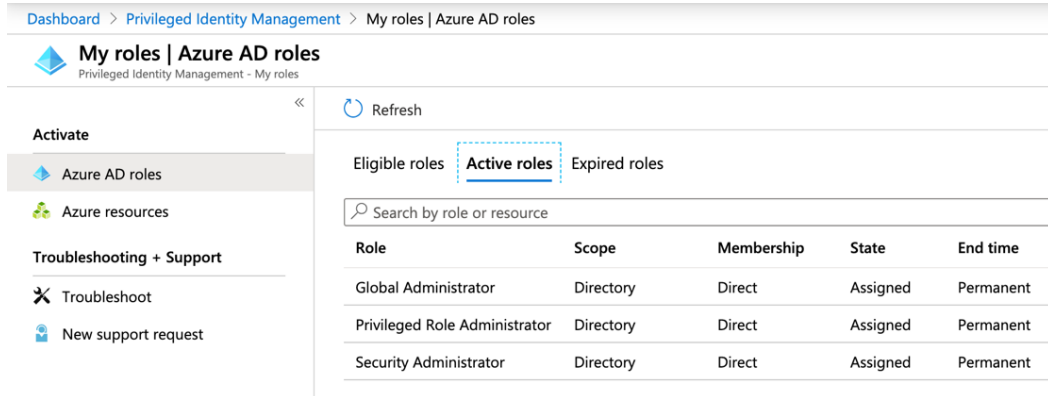 Dashboard > Privileged Identity Management > My roles | Azure AD roles
My roles | Azure AD roles
Privileged Identity Management - My roles
«
Activate
Azure AD roles
Azure resources
Troubleshooting + Support
Troubleshoot
New support request
Refresh
Eligible roles Active roles Expired roles
Search by role or resource
Role Scope Membership State End time
Global Administrator Directory Direct Assigned Permanent
Privileged Role Administrator Directory Direct Assigned Permanent
Security Administrator Directory Direct Assigned Permanent